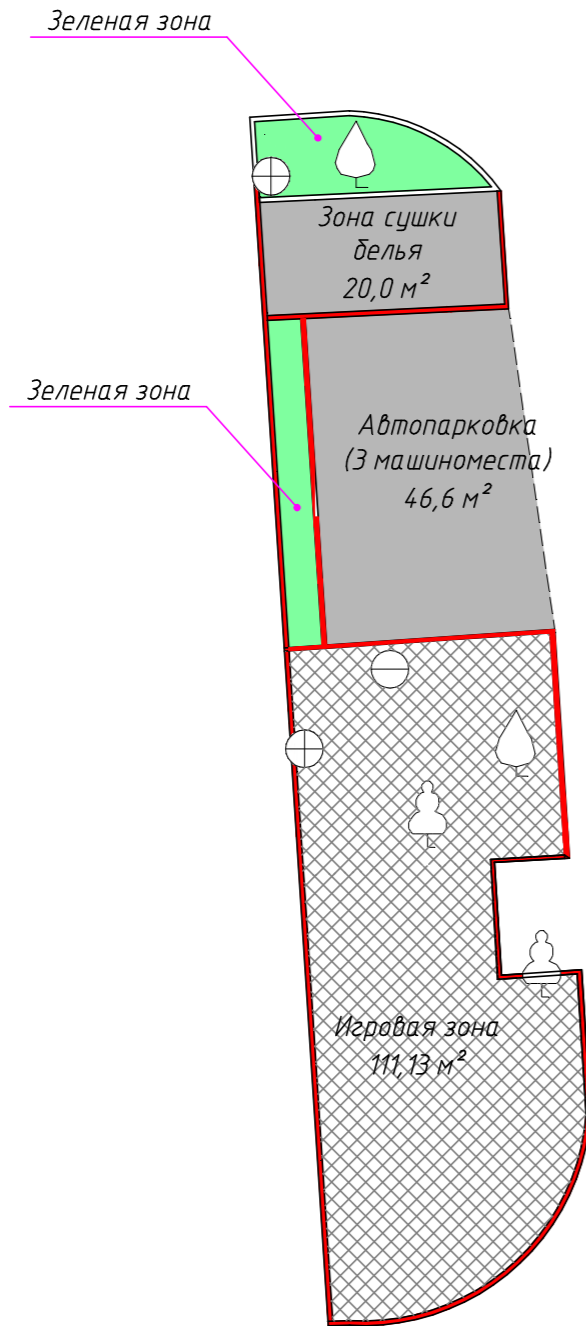 Зеленая зона
Зона сушки
белья
20,0 м²
Зеленая зона
Автопарковка
(3 машиноместа)
46,6 м²
Игровая зона
111,13 м²